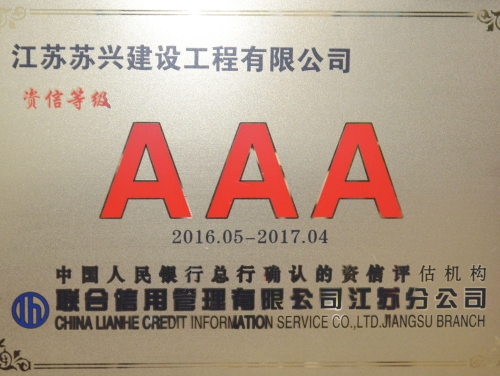 江苏苏兴建设工程有限公司
资信等级
AAA
2016.05-2017.04
中国人民银行总行确认的资信评估机构
联合信用管理有限公司江苏分公司
CHINA LIANHE CREDIT INFORMATION SERVICE CO.,LTD.JIANGSU BRANCH